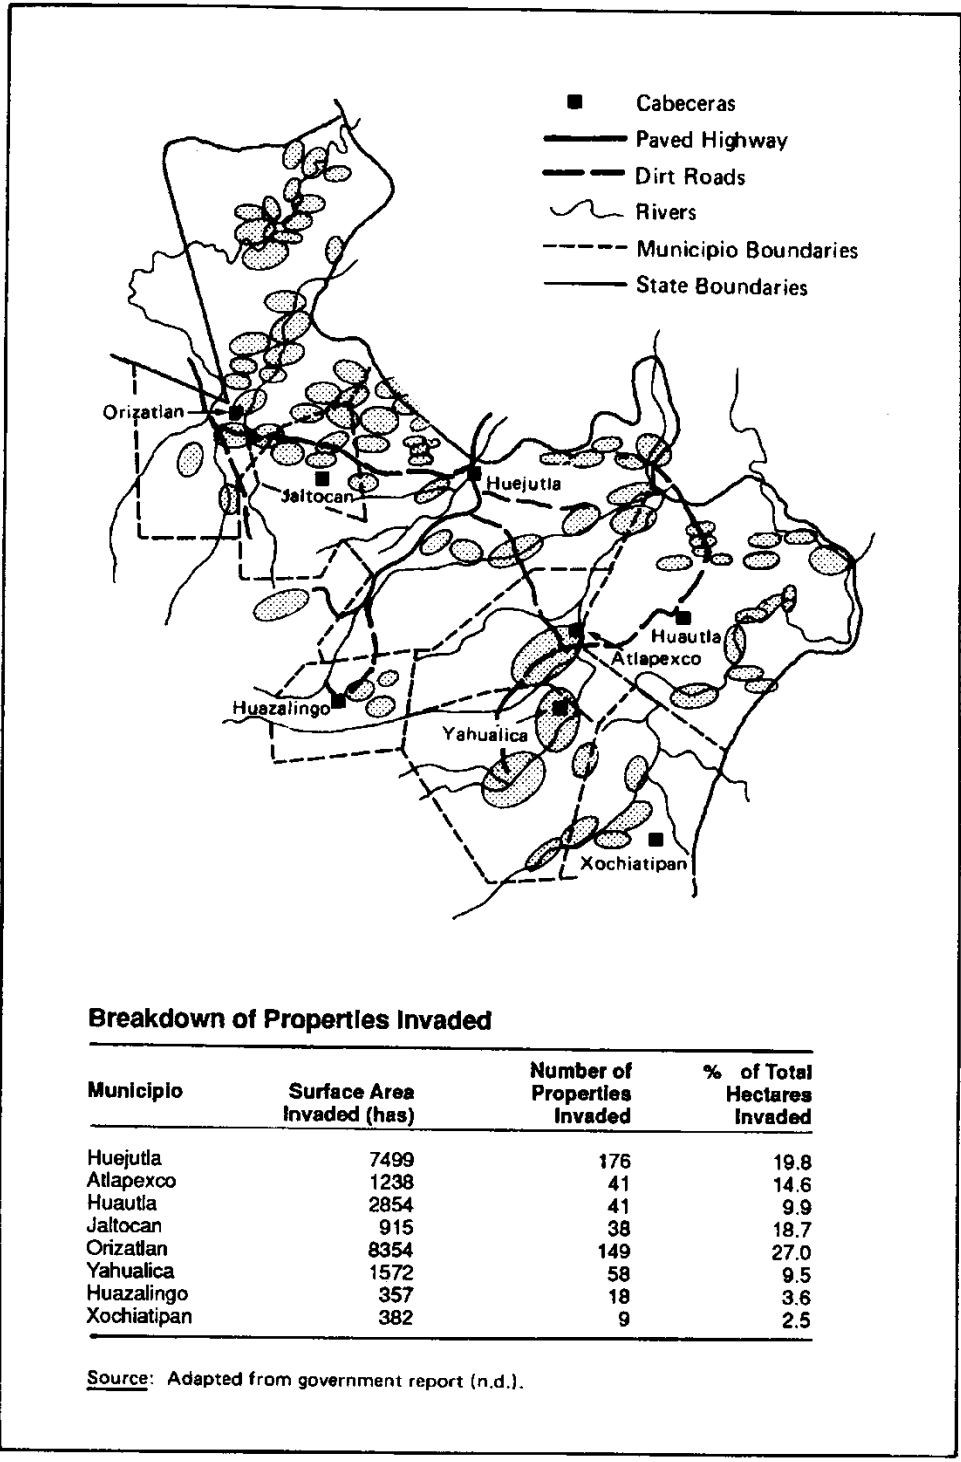 Cabeceras
Paved Highway
Dirt Roads
Rivers
Municipio Boundaries
State Boundaries
Orizatlan
Jaltocan
Huejutla
Huautla
Atlapexco
Huazalingo
Yahualica
Xochiatipan
Breakdown of Properties Invaded
Municipio Surface Area Invaded (has) Number of Properties Invaded % of Total Hectares Invaded
Huejutla 7499 176 19.8
Atlapexco 1238 41 14.6
Huautla 2854 41 9.9
Jaltocan 915 38 18.7
Orizatlan 8354 149 27.0
Yahualica 1572 58 9.5
Huazalingo 357 18 3.6
Xochiatipan 382 9 2.5
Source: Adapted from government report (n.d.).